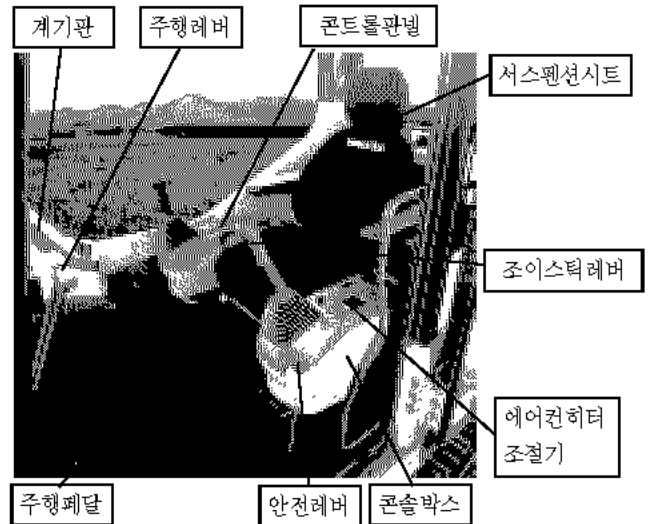 계기판
주행레버
콘트롤판넬
서스펜션시트
조이스틱레버
에어컨히터
조절기
주행페달
안전레버
콘솔박스